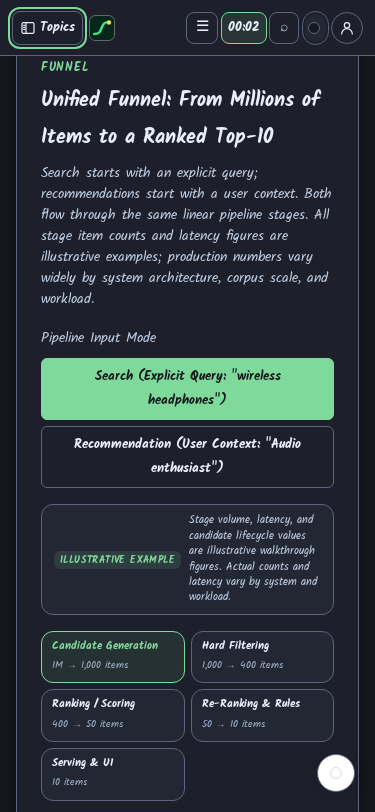 Topics
00:02
FUNNEL
Unified Funnel: From Millions of
Items to a Ranked Top-10
Search starts with an explicit query;
recommendations start with a user context. Both
flow through the same linear pipeline stages. All
stage item counts and latency figures are
illustrative examples; production numbers vary
widely by system architecture, corpus scale, and
workload.
Pipeline Input Mode
Search (Explicit Query: "wireless
headphones")
Recommendation (User Context: "Audio
enthusiast")
ILLUSTRATIVE EXAMPLE
Stage volume, latency, and
candidate lifecycle values
are illustrative walkthrough
figures. Actual counts and
latency vary by system and
workload.
Candidate Generation
1M → 1,000 items
Hard Filtering
1,000 → 400 items
Ranking / Scoring
400 → 50 items
Re-Ranking & Rules
50 → 10 items
Serving & UI
10 items